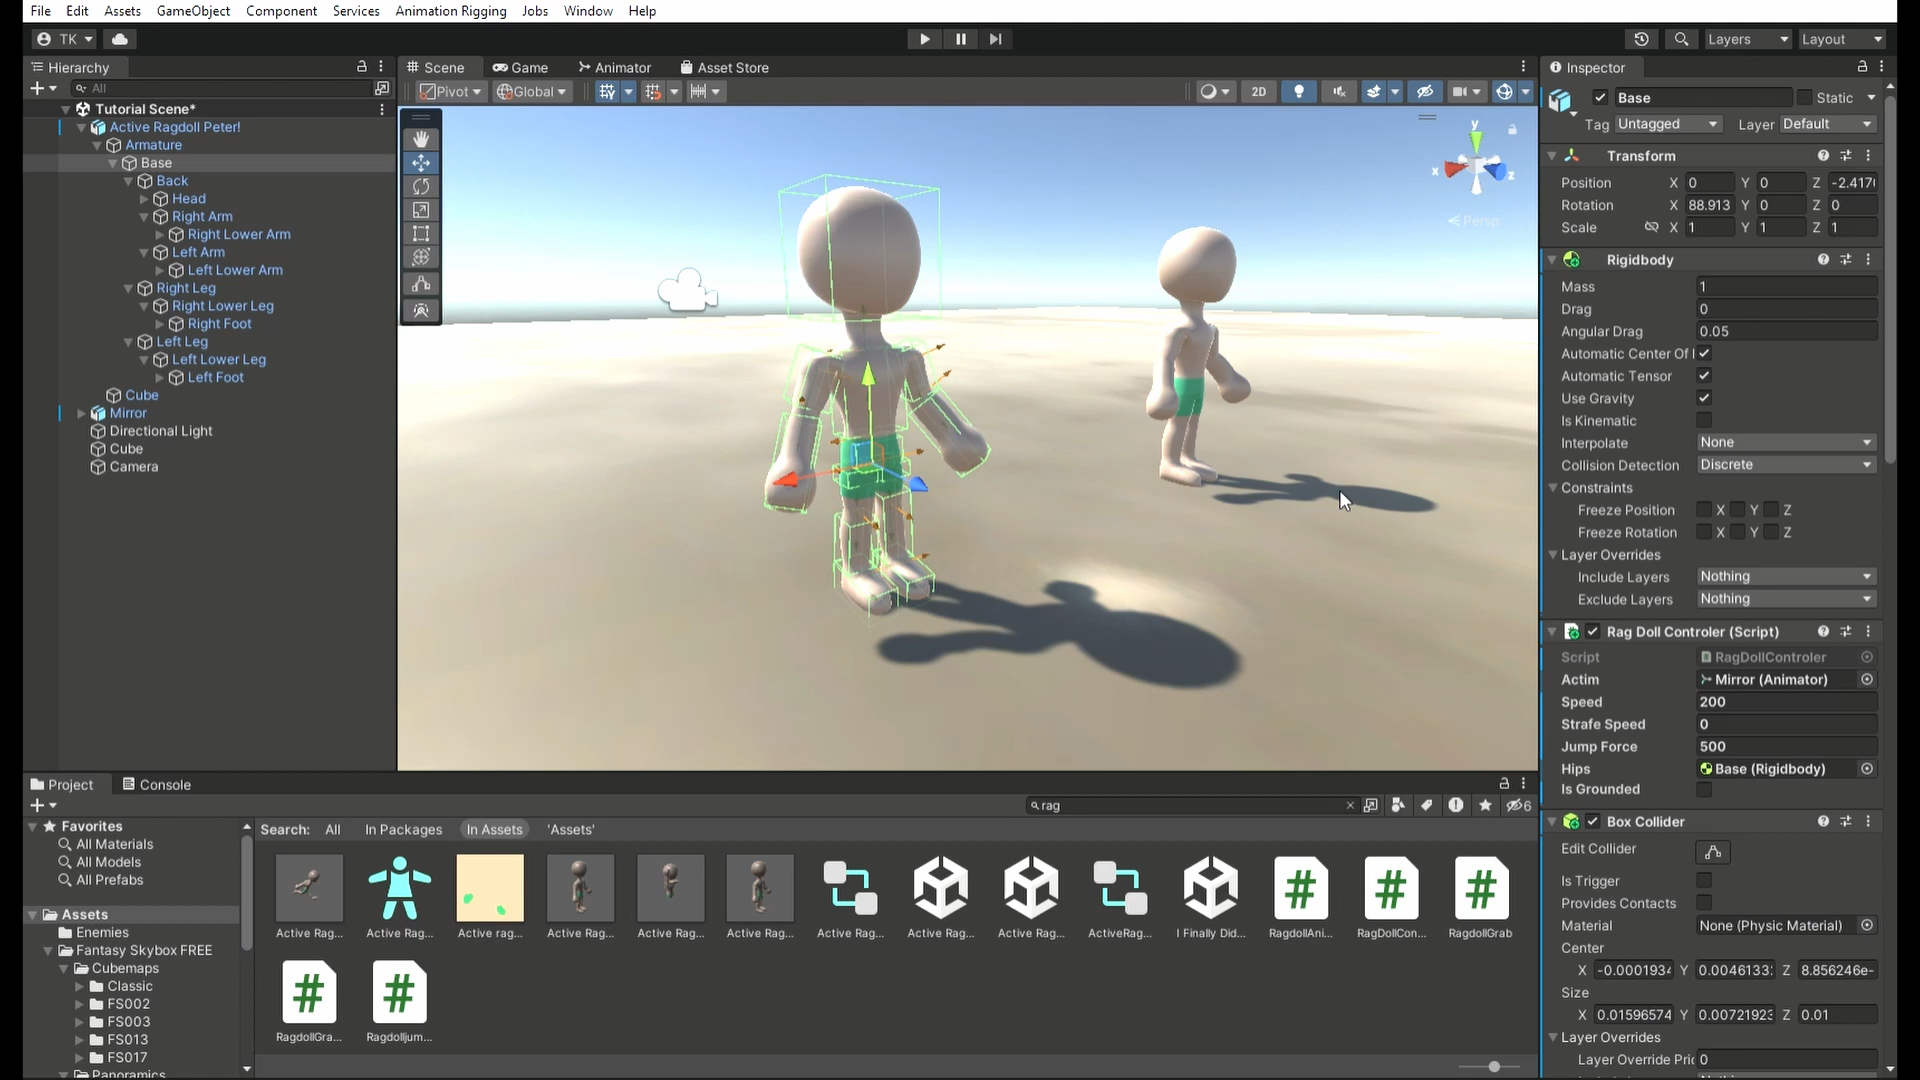 File Edit Assets GameObject Component Services Animation Rigging Jobs Window Help
TK Layers Layout
Hierarchy
All
Tutorial Scene*
Active Ragdoll Peter!
Armature
Base
Back
Head
Right Arm
Right Lower Arm
Left Arm
Left Lower Arm
Right Leg
Right Lower Leg
Right Foot
Left Leg
Left Lower Leg
Left Foot
Cube
Mirror
Directional Light
Cube
Camera
Scene Game Animator Asset Store
Pivot Global 2D
y
x z
Persp
Inspector
Base Static
Tag Untagged Layer Default
Transform
Position X 0 Y 0 Z -2.417
Rotation X 88.913 Y 0 Z 0
Scale X 1 Y 1 Z 1
Rigidbody
Mass 1
Drag 0
Angular Drag 0.05
Automatic Center Of
Automatic Tensor
Use Gravity
Is Kinematic
Interpolate None
Collision Detection Discrete
Constraints
Freeze Position X Y Z
Freeze Rotation X Y Z
Layer Overrides
Include Layers Nothing
Exclude Layers Nothing
Rag Doll Controler (Script)
Script RagDollControler
Actim Mirror (Animator)
Speed 200
Strafe Speed 0
Jump Force 500
Hips Base (Rigidbody)
Is Grounded
Box Collider
Edit Collider
Is Trigger
Provides Contacts
Material None (Physic Material)
Center
X -0.000193 Y 0.004613 Z 8.856246e-
Size
X 0.01596574 Y 0.0072192 Z 0.01
Layer Overrides
Layer Override Pri 0
Project Console
rag 6
Favorites
All Materials
All Models
All Prefabs
Assets
Enemies
Fantasy Skybox FREE
Cubemaps
Classic
FS002
FS003
FS013
FS017
Panoramics
Search: All In Packages In Assets 'Assets'
Active Rag... Active Rag... Active rag... Active Rag... Active Rag... Active Rag... Active Rag... Active Rag... Active Rag... ActiveRag... I Finally Did... RagdollAni... RagDollCon... RagdollGrab
RagdollGra... Ragdolljum...